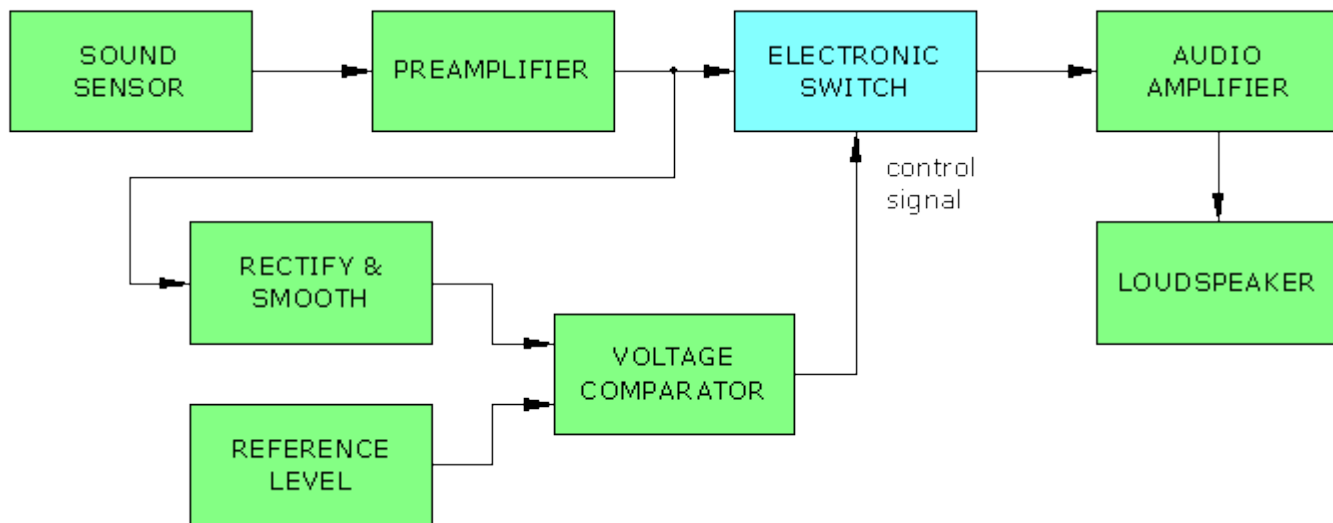 SOUND
SENSOR
PREAMPLIFIER
ELECTRONIC
SWITCH
AUDIO
AMPLIFIER
control
signal
RECTIFY &
SMOOTH
LOUDSPEAKER
VOLTAGE
COMPARATOR
REFERENCE
LEVEL